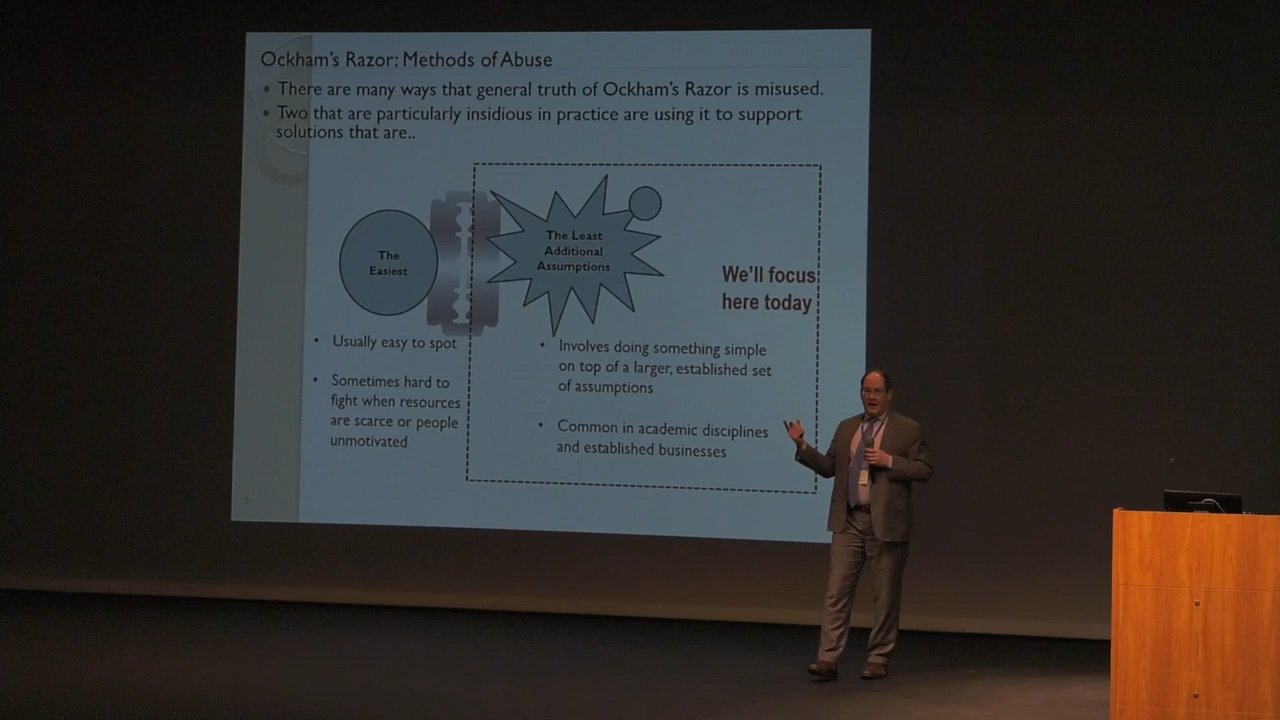 Ockham's Razor: Methods of Abuse
• There are many ways that general truth of Ockham's Razor is misused.
• Two that are particularly insidious in practice are using it to support
solutions that are..
The
Easiest
The Least
Additional
Assumptions
We'll focus
here today
• Usually easy to spot
• Sometimes hard to
fight when resources
are scarce or people
unmotivated
• Involves doing something simple
on top of a larger, established set
of assumptions
• Common in academic disciplines
and established businesses